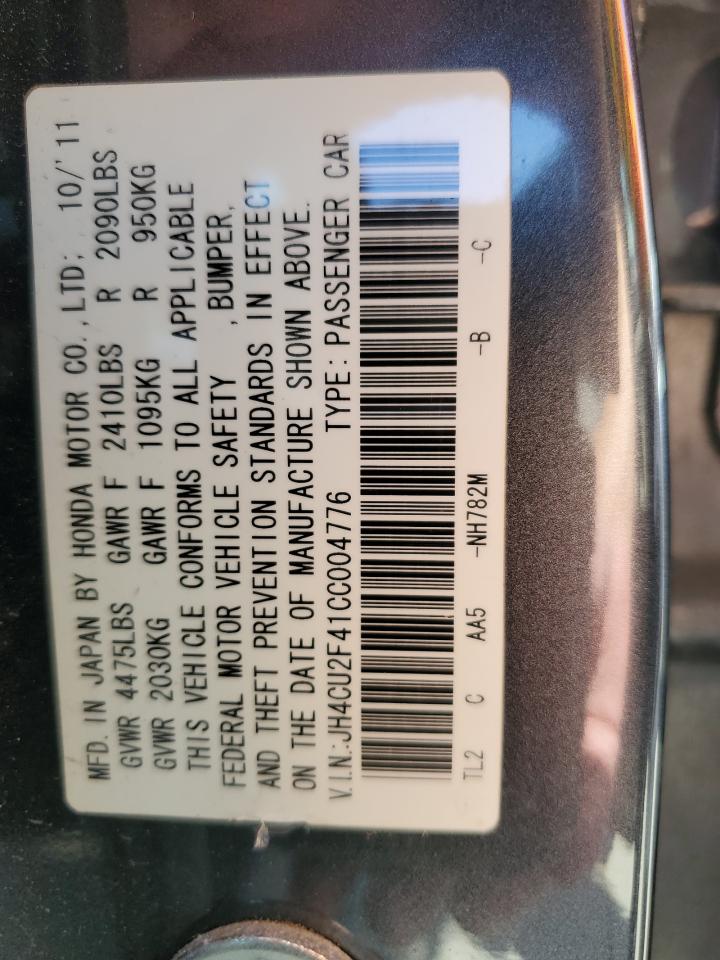 MFD. IN JAPAN BY HONDA MOTOR CO., LTD; 10/'11
GVWR 4475LBS GAWR F 2410LBS R 2090LBS
GVWR 2030KG GAWR F 1095KG R 950KG
THIS VEHICLE CONFORMS TO ALL APPLICABLE
FEDERAL MOTOR VEHICLE SAFETY , BUMPER,
AND THEFT PREVENTION STANDARDS IN EFFECT
ON THE DATE OF MANUFACTURE SHOWN ABOVE.
V.I.N.:JH4CU2F41CC004776 TYPE: PASSENGER CAR
TL2 C AA5 -NH782M -B -C